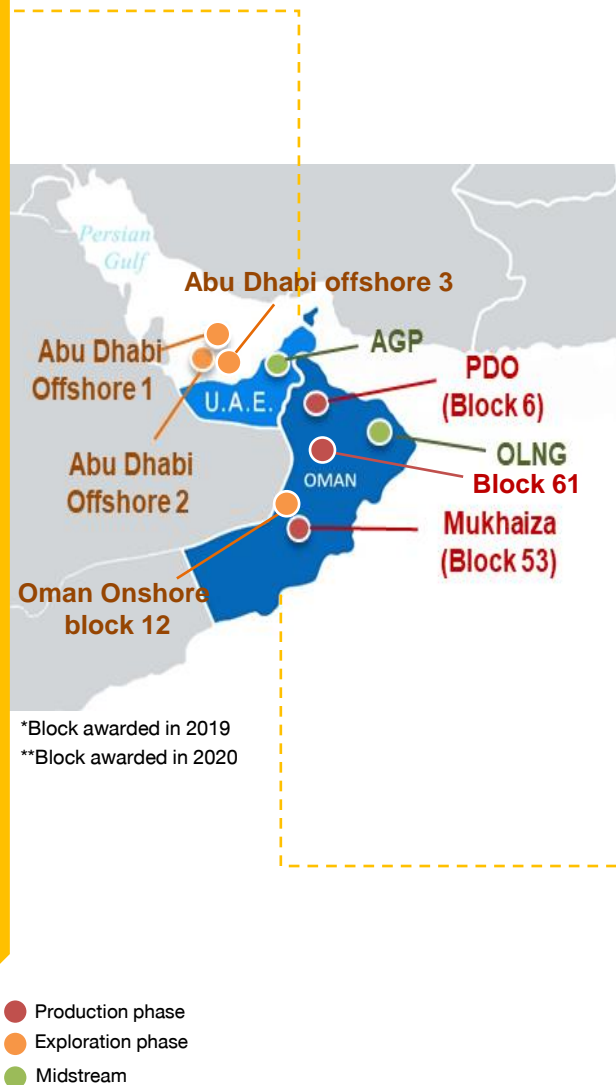 Persian
Gulf
Abu Dhabi offshore 3
Abu Dhabi
Offshore 1
AGP
PDO
(Block 6)
U.A.E.
Abu Dhabi
Offshore 2
OLNG
Block 61
OMAN
Mukhaiza
(Block 53)
Oman Onshore
block 12
*Block awarded in 2019
**Block awarded in 2020
Production phase
Exploration phase
Midstream